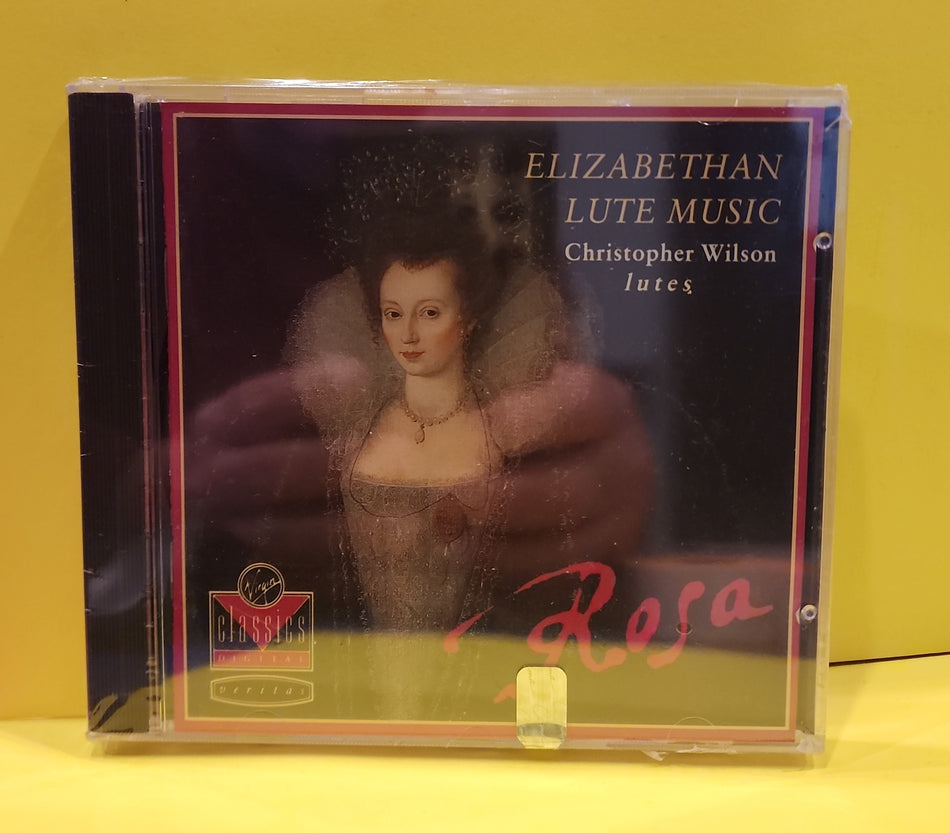 ELIZABETHAN
LUTE MUSIC
Christopher Wilson
lutes
Rosa
Virgin
classics
DIGITAL
veritas